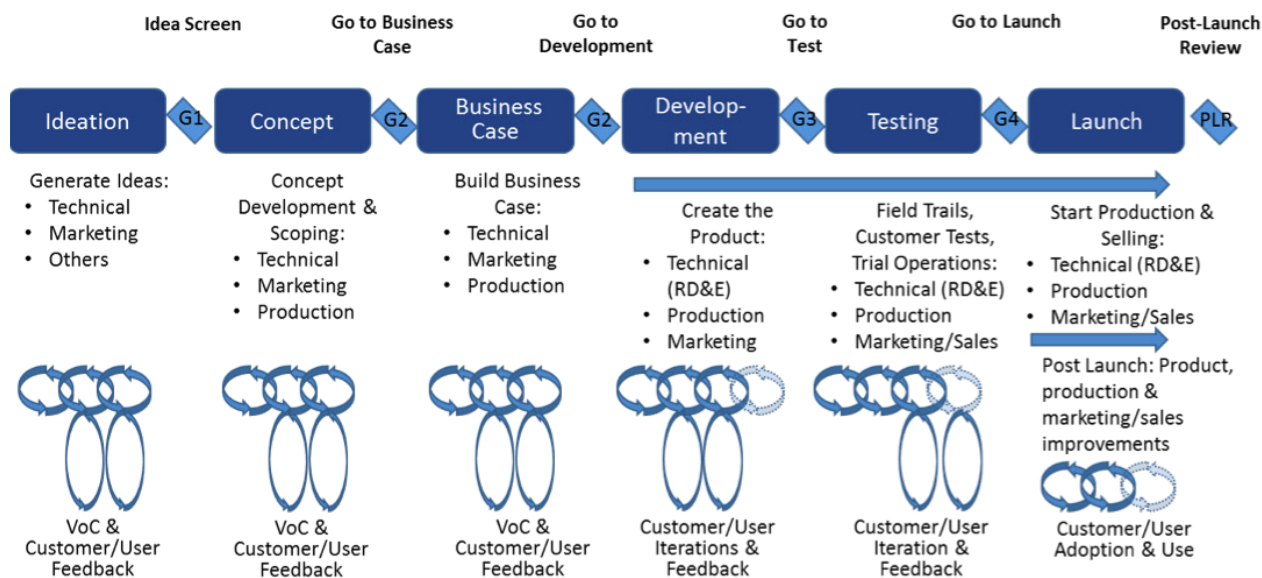 Idea Screen
Go to Business
Case
Go to
Development
Go to
Test
Go to Launch
Post-Launch
Review
Ideation
G1
Concept
G2
Business
Case
G2
Develop-
ment
G3
Testing
G4
Launch
PLR
Generate Ideas:
• Technical
• Marketing
• Others
Concept
Development &
Scoping:
• Technical
• Marketing
• Production
Build Business
Case:
• Technical
• Marketing
• Production
Create the
Product:
• Technical
(RD&E)
• Production
• Marketing
Field Trails,
Customer Tests,
Trial Operations:
• Technical (RD&E)
• Production
• Marketing/Sales
Start Production &
Selling:
• Technical (RD&E)
• Production
• Marketing/Sales
Post Launch: Product,
production &
marketing/sales
improvements
VoC &
Customer/User
Feedback
VoC &
Customer/User
Feedback
VoC &
Customer/User
Feedback
Customer/User
Iterations &
Feedback
Customer/User
Iteration &
Feedback
Customer/User
Adoption & Use